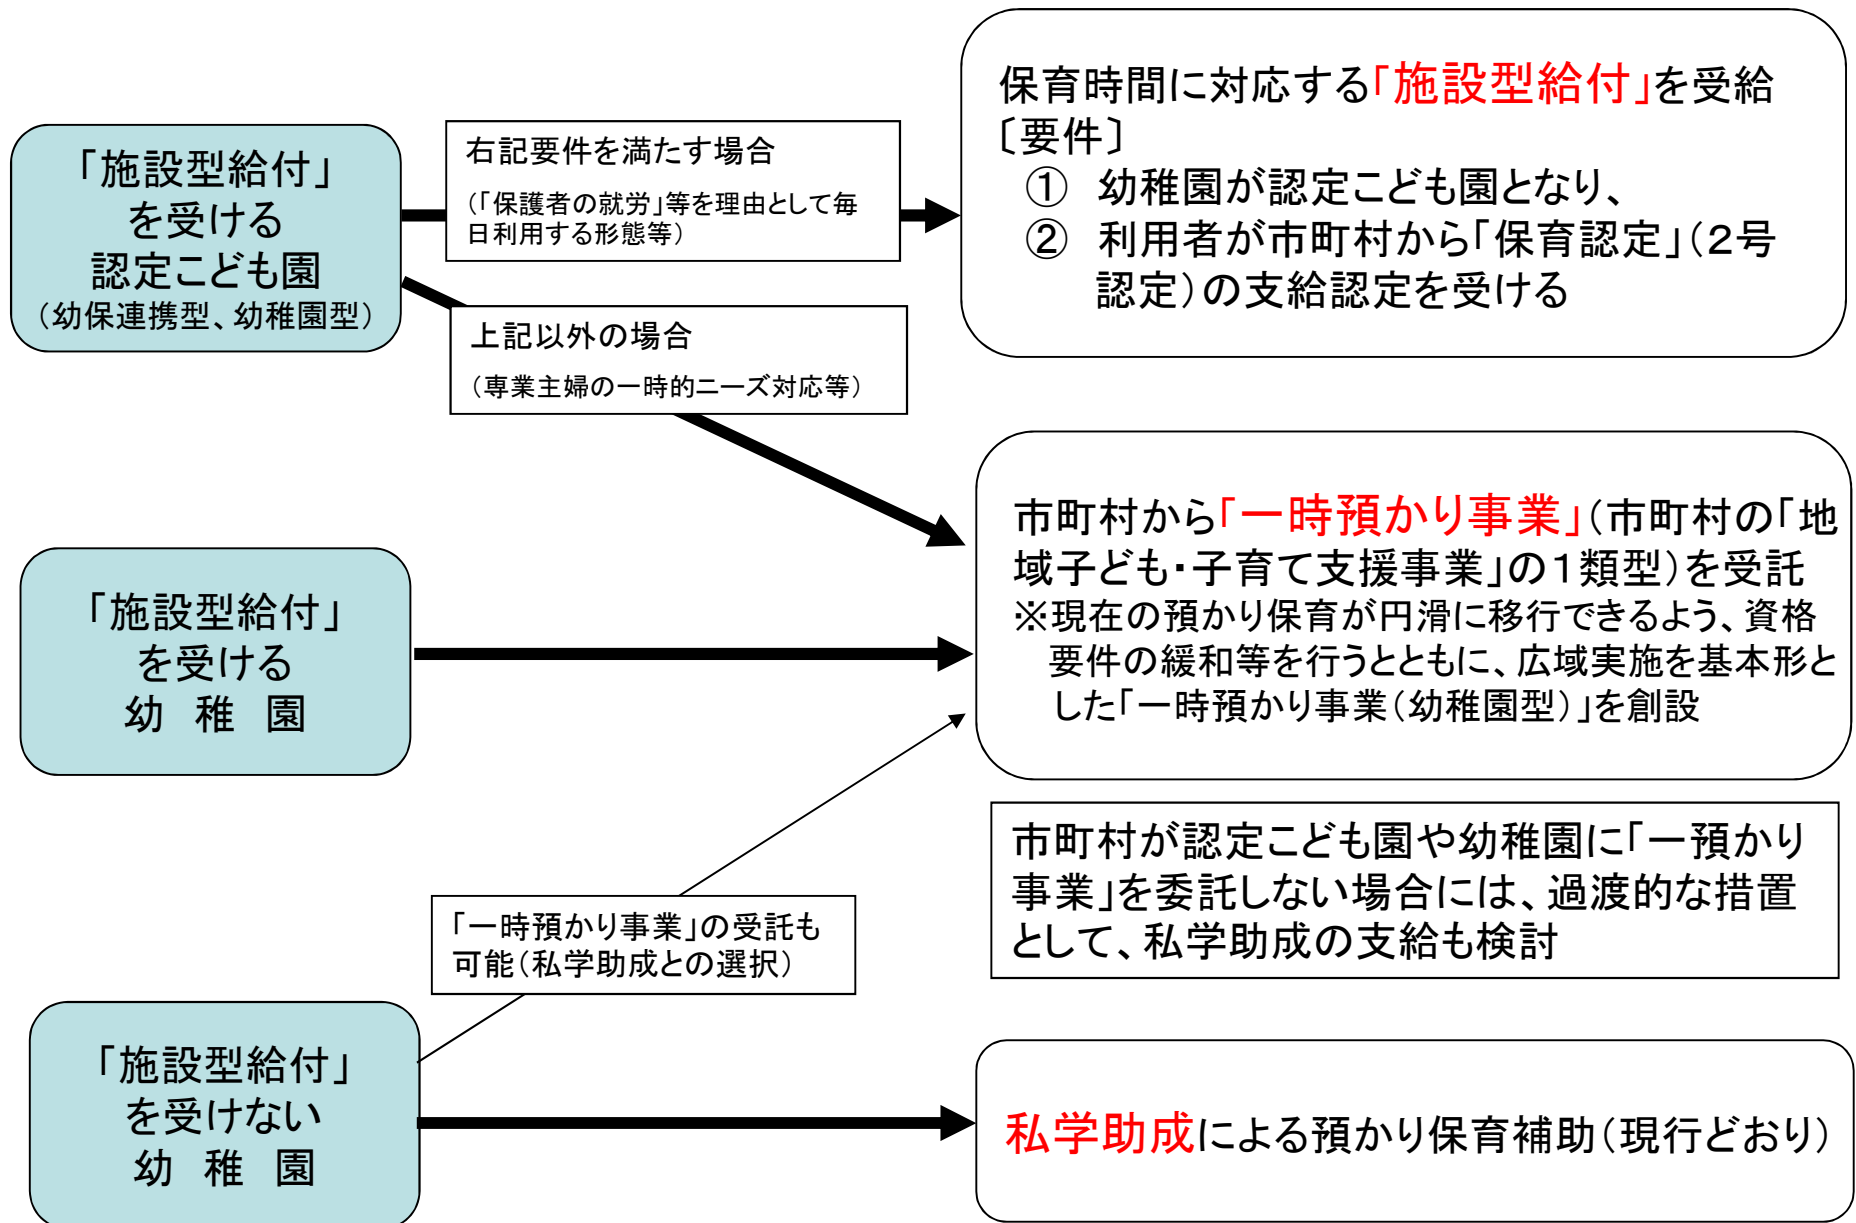 「施設型給付」
を受ける
認定こども園
（幼保連携型、幼稚園型）
右記要件を満たす場合
（「保護者の就労」等を理由として毎
日利用する形態等）
保育時間に対応する「施設型給付」を受給
〔要件〕
①　幼稚園が認定こども園となり、
②　利用者が市町村から「保育認定」（２号
認定）の支給認定を受ける
上記以外の場合
（専業主婦の一時的ニーズ対応等）
「施設型給付」
を受ける
幼　稚　園
市町村から「一時預かり事業」（市町村の「地
域子ども・子育て支援事業」の１類型）を受託
※現在の預かり保育が円滑に移行できるよう、資格
要件の緩和等を行うとともに、広域実施を基本形と
した「一時預かり事業（幼稚園型）」を創設
市町村が認定こども園や幼稚園に「一預かり
事業」を委託しない場合には、過渡的な措置
として、私学助成の支給も検討
「一時預かり事業」の受託も
可能（私学助成との選択）
「施設型給付」
を受けない
幼　稚　園
私学助成による預かり保育補助（現行どおり）